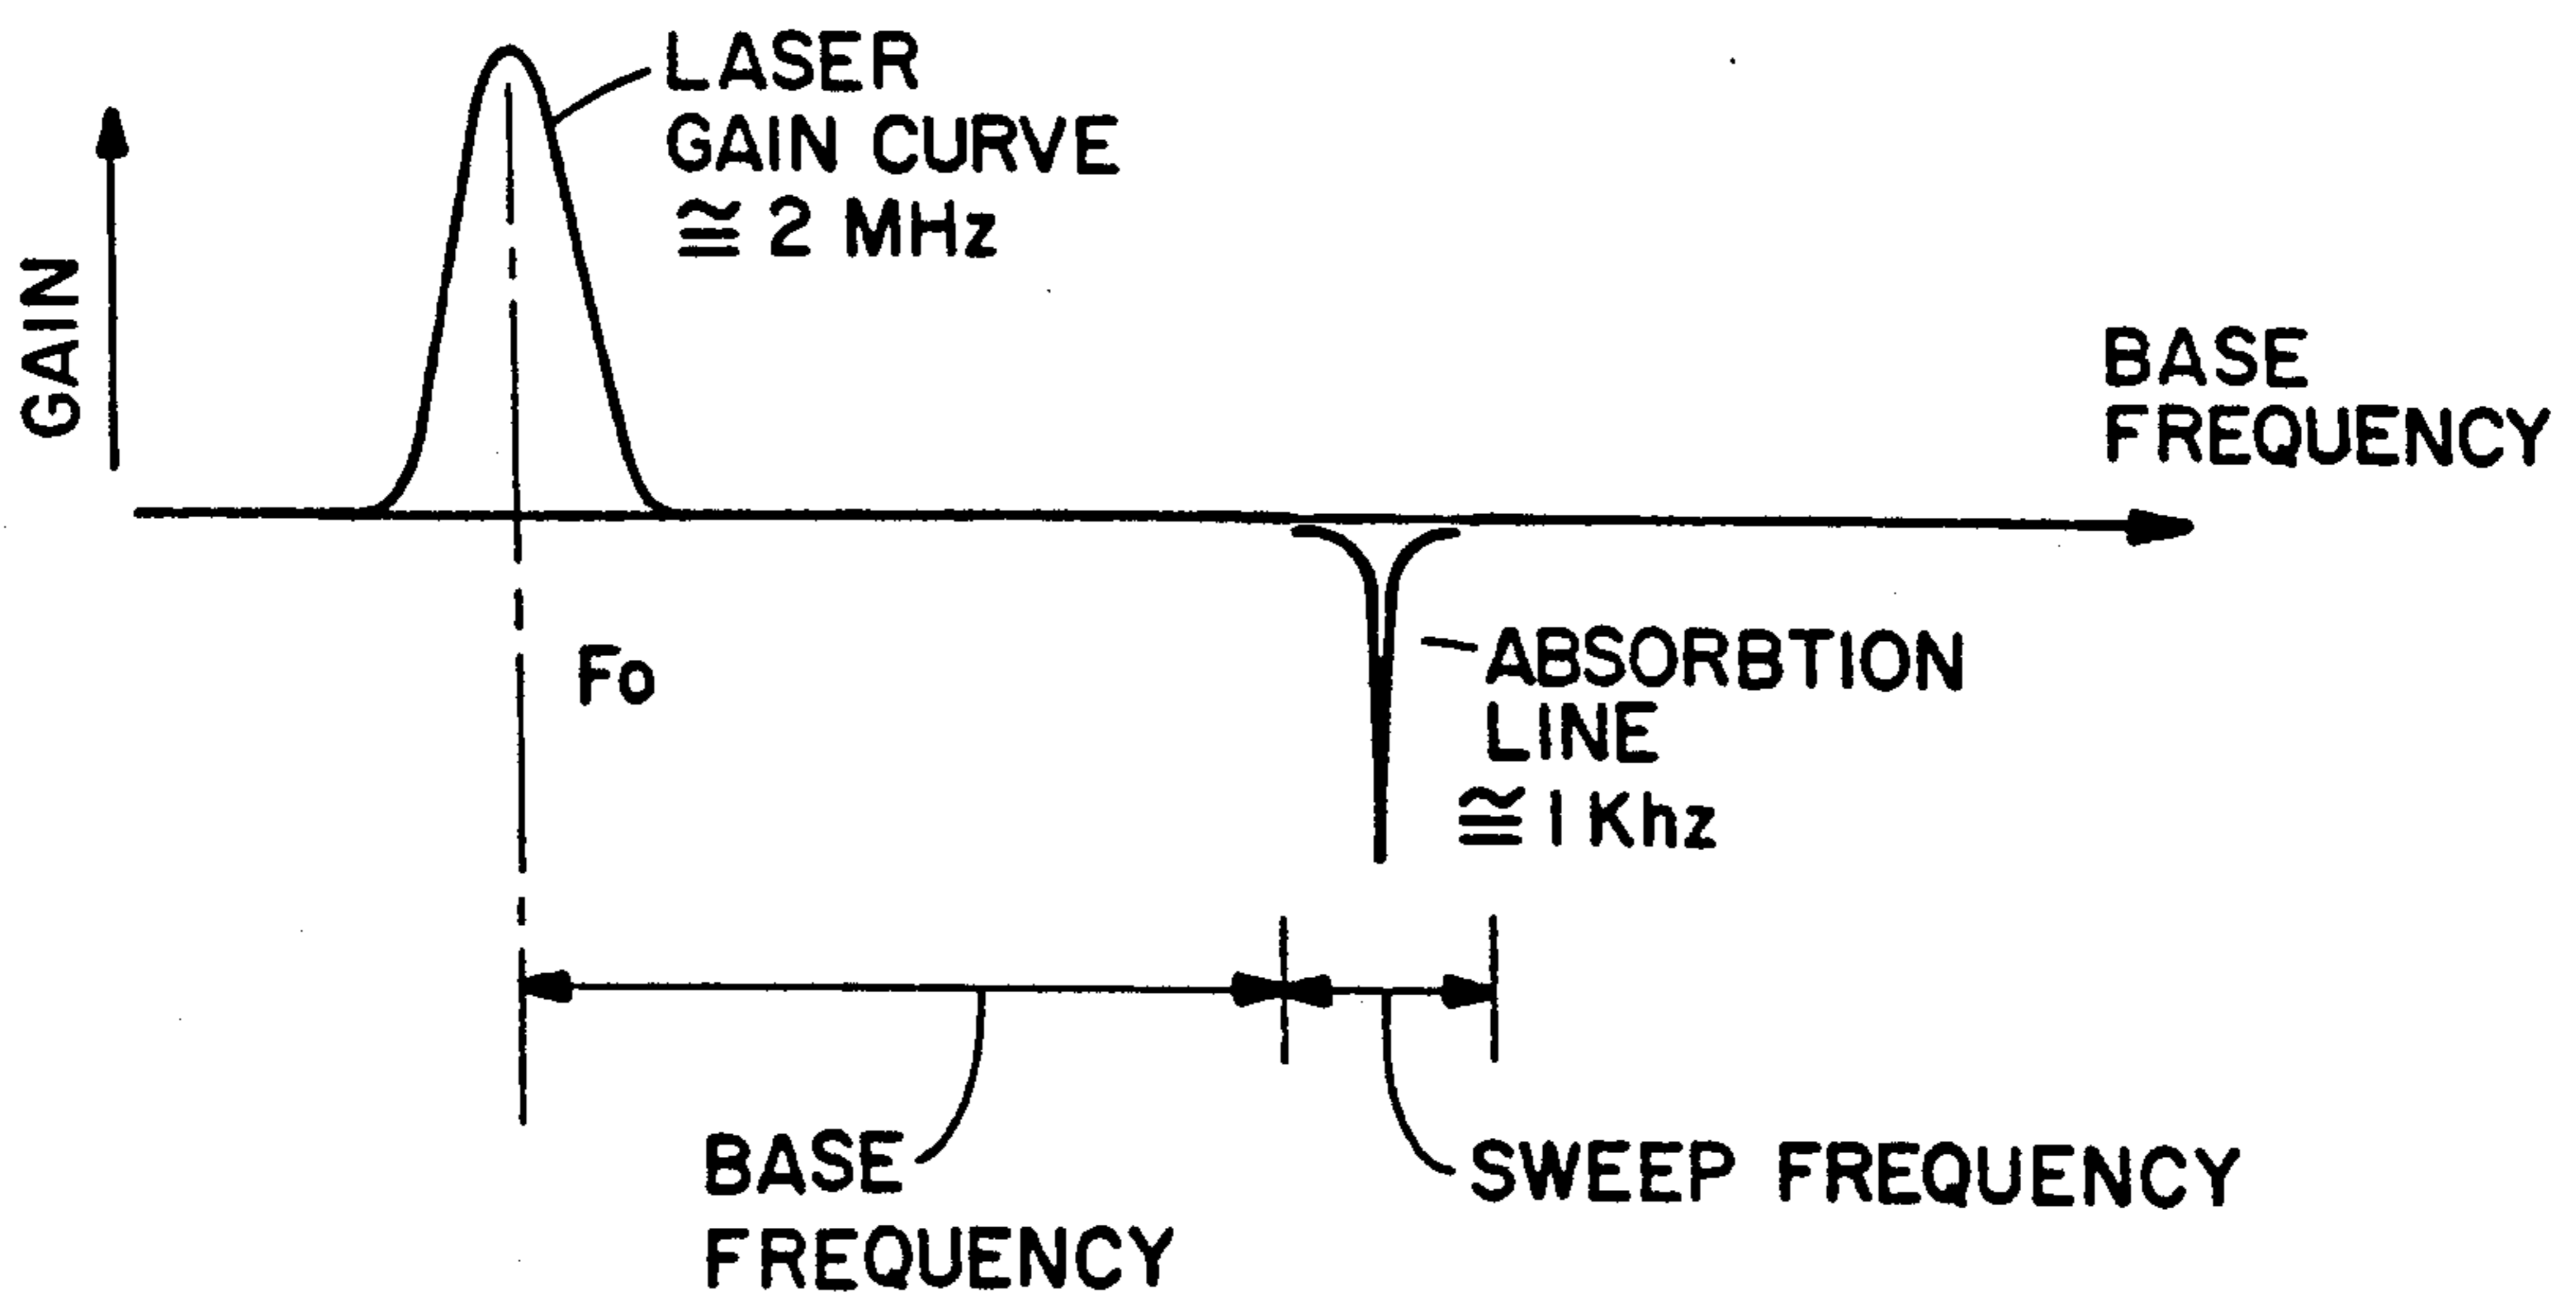 LASER
GAIN CURVE
≅ 2 MHz
GAIN
BASE
FREQUENCY
Fo
ABSORBTION
LINE
≅ 1 Khz
BASE
FREQUENCY
SWEEP FREQUENCY